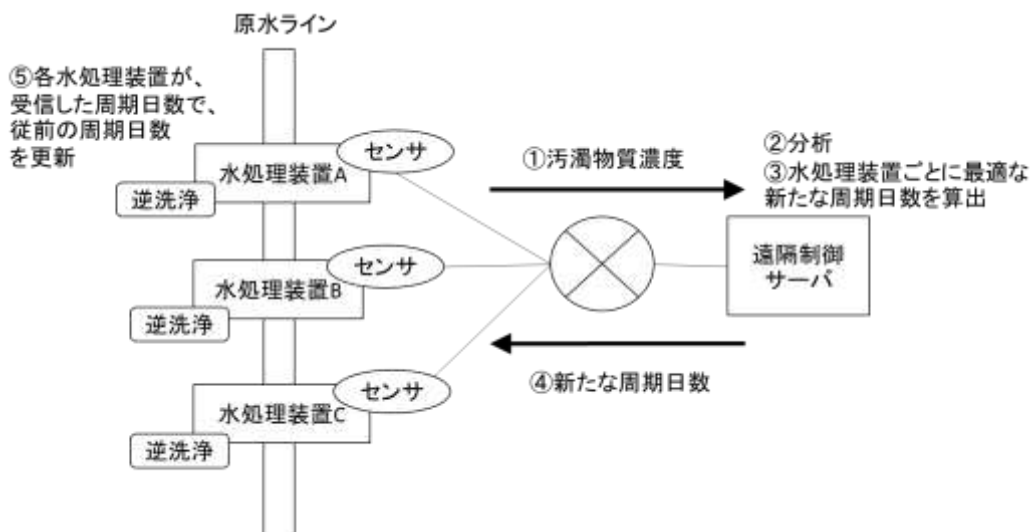 原水ライン
⑤各水処理装置が、
受信した周期日数で、
従前の周期日数
を更新
センサ
水処理装置A
逆洗浄
センサ
水処理装置B
逆洗浄
センサ
水処理装置C
逆洗浄
①汚濁物質濃度
②分析
③水処理装置ごとに最適な
新たな周期日数を算出
遠隔制御
サーバ
④新たな周期日数